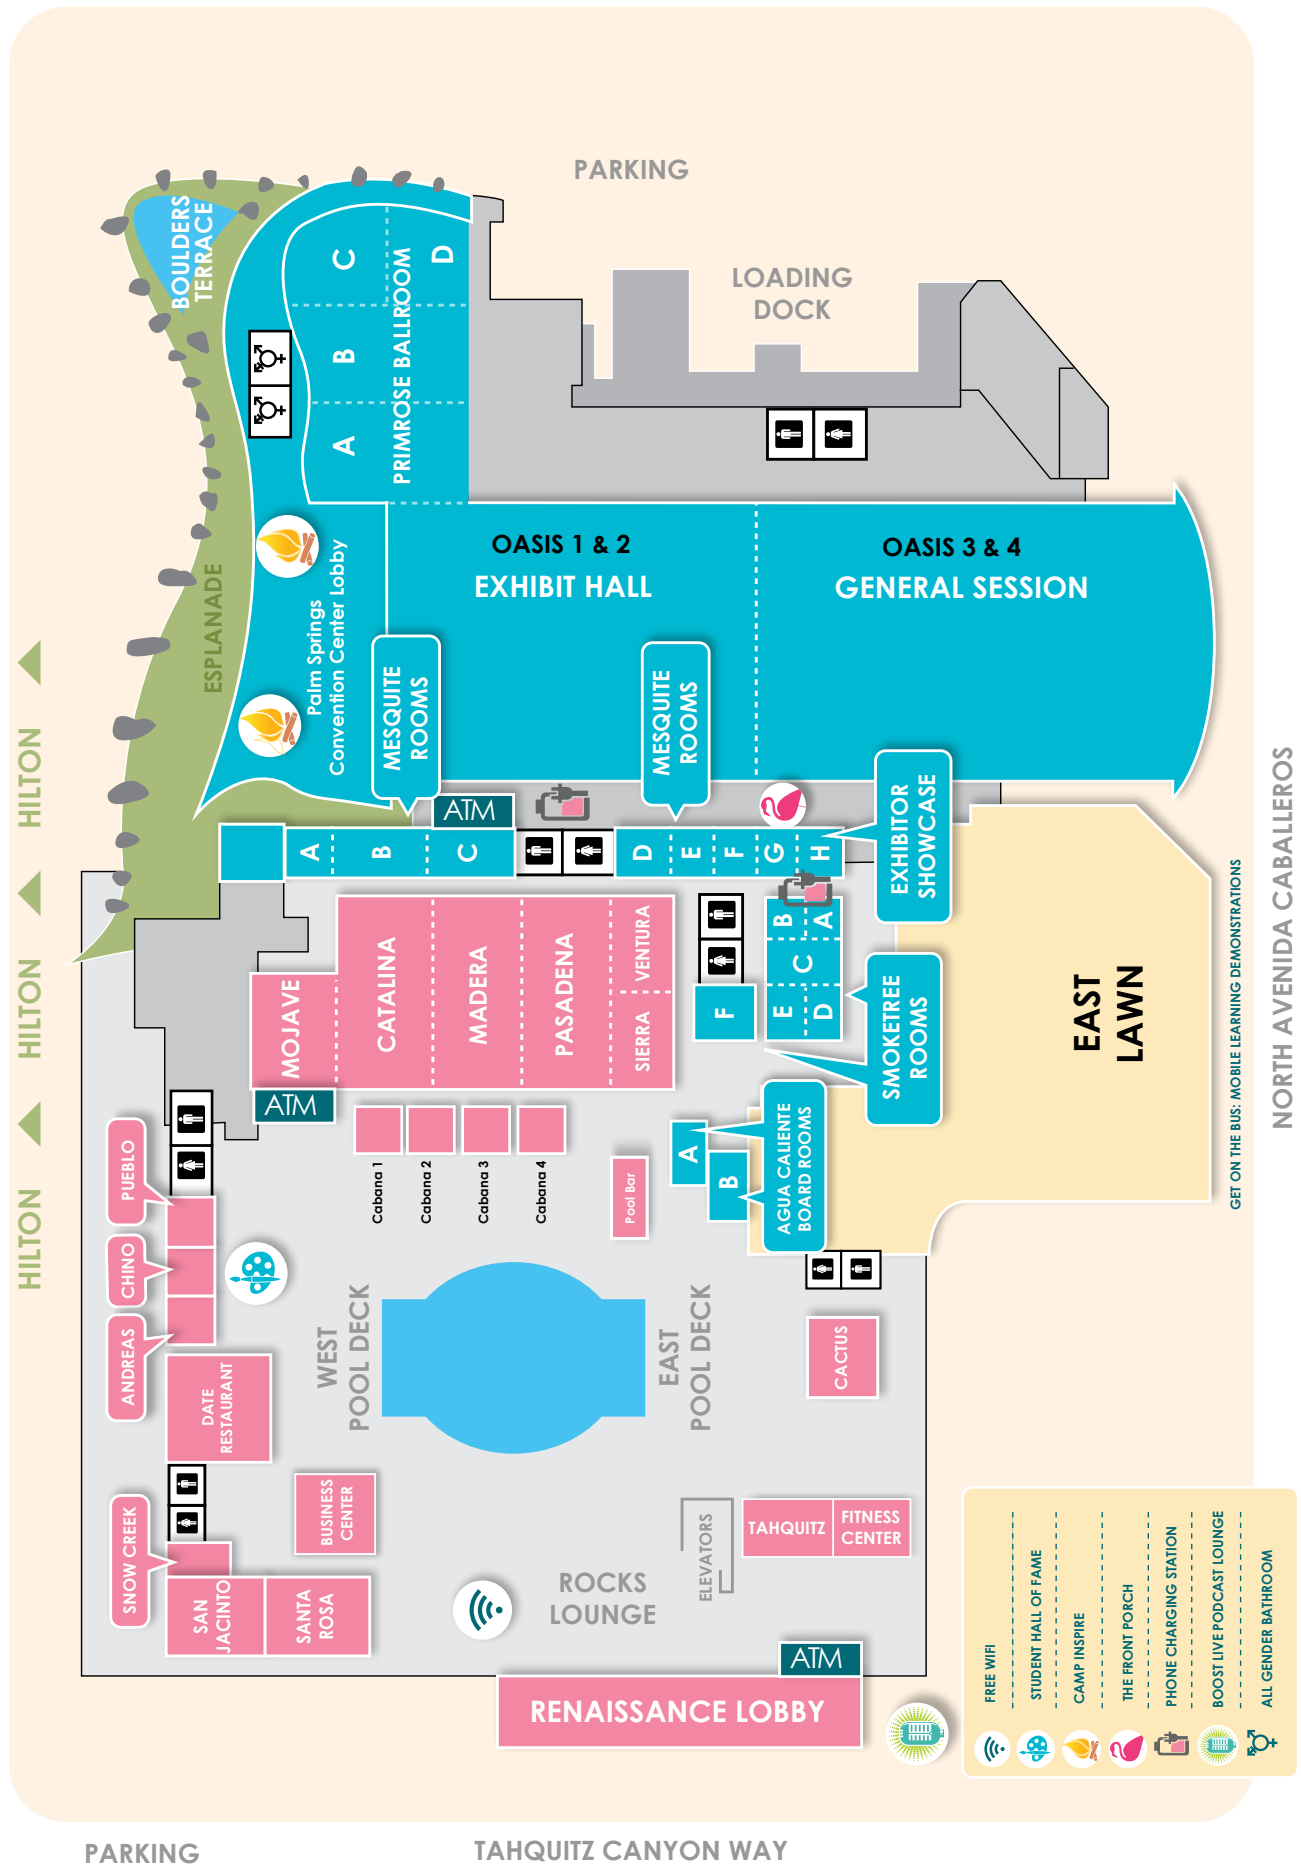 PARKING
LOADING
DOCK
BOULDERS
TERRACE
C
D
B
A
PRIMROSE BALLROOM
OASIS 1 & 2
EXHIBIT HALL
OASIS 3 & 4
GENERAL SESSION
ESPLANADE
Palm Springs
Convention Center Lobby
MESQUITE
ROOMS
MESQUITE
ROOMS
EXHIBITOR
SHOWCASE
HILTON
HILTON
HILTON
ATM
A
B
C
D
E
F
G
H
MOJAVE
CATALINA
MADERA
PASADENA
SIERRA
VENTURA
B
A
C
E
D
F
SMOKETREE
ROOMS
EAST
LAWN
GET ON THE BUS: MOBILE LEARNING DEMONSTRATIONS
NORTH AVENIDA CABALLEROS
ATM
Cabana 1
Cabana 2
Cabana 3
Cabana 4
Pool Bar
A
B
AGUA CALIENTE
BOARD ROOMS
PUEBLO
CHINO
ANDREAS
DATE
RESTAURANT
WEST
POOL DECK
EAST
POOL DECK
CACTUS
SNOW CREEK
BUSINESS
CENTER
SAN
JACINTO
SANTA
ROSA
ROCKS
LOUNGE
ELEVATORS
TAHQUITZ
FITNESS
CENTER
ATM
RENAISSANCE LOBBY
FREE WIFI
STUDENT HALL OF FAME
CAMP INSPIRE
THE FRONT PORCH
PHONE CHARGING STATION
BOOST LIVE PODCAST LOUNGE
ALL GENDER BATHROOM
PARKING
TAHQUITZ CANYON WAY